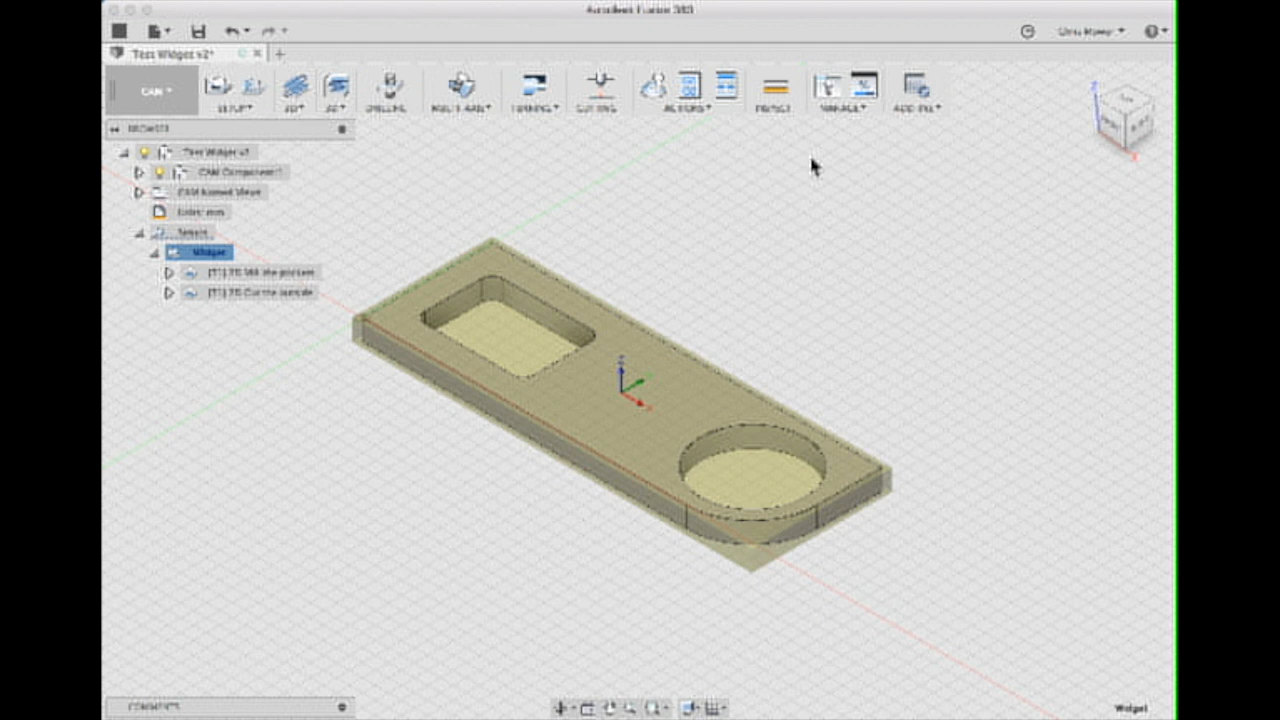 Autodesk Fusion 360
Test Widget v2*
CAM
SETUP
2D
3D
DRILLING
MULTI-AXIS
TURNING
CUTTING
ACTIONS
INSPECT
MANAGE
ADD-INS
BROWSER
Test Widget v2
CAM Component:1
CAM Named Views
Units: mm
Setups
Widget
[T1] 2D Mill the pockets
[T1] 2D Cut the outside
Z
X
COMMENTS
Widget